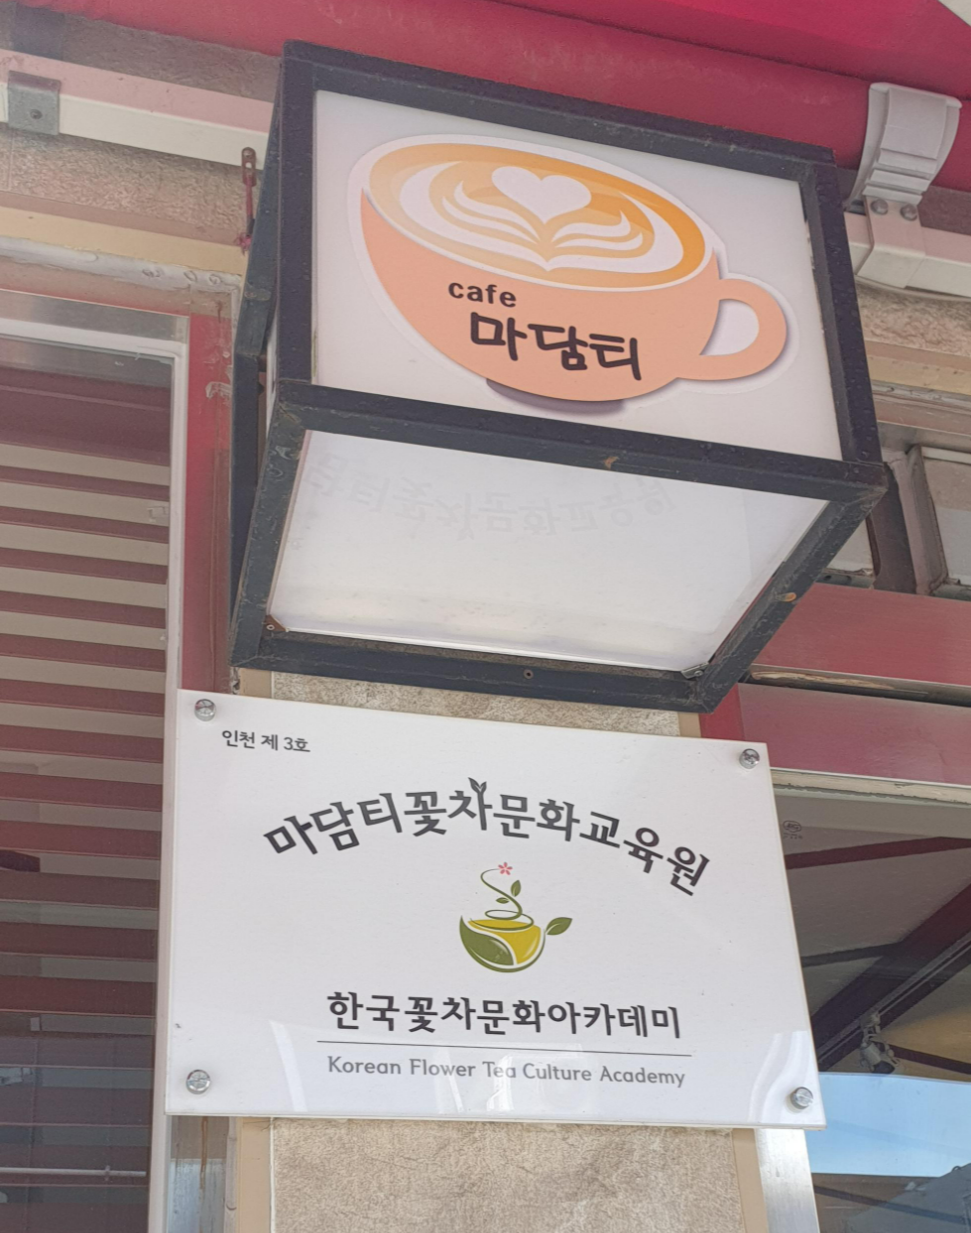 cafe
마담티
인천 제 3호
마담티꽃차문화교육원
한국꽃차문화아카데미
Korean Flower Tea Culture Academy